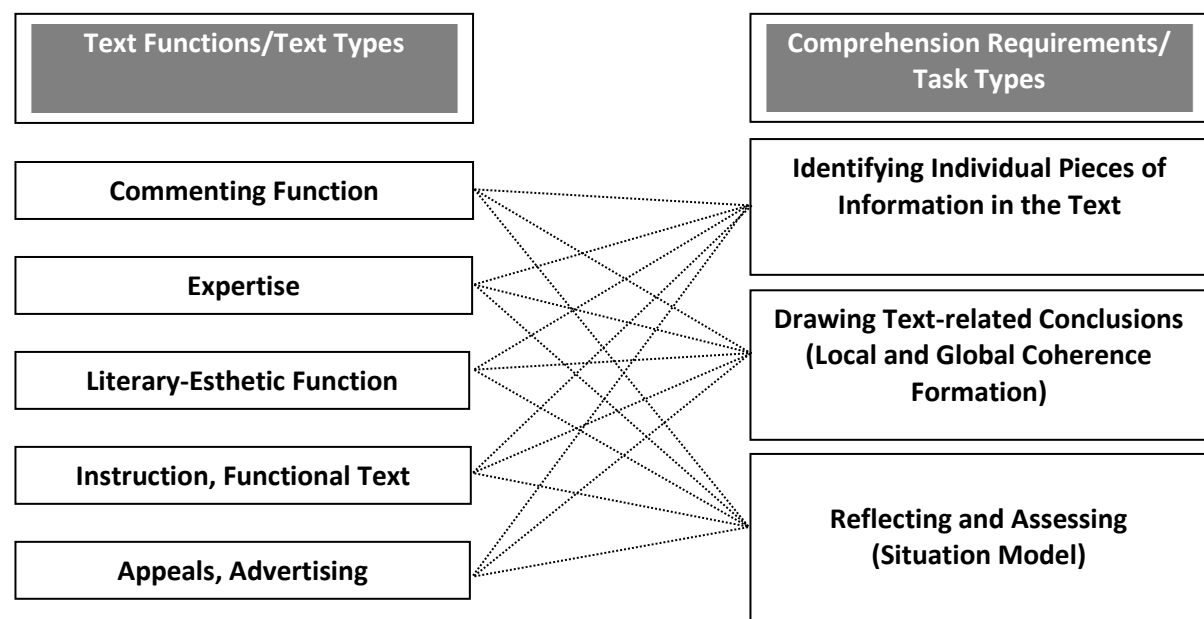 Text Functions/Text Types
Comprehension Requirements/
Task Types
Commenting Function
Expertise
Literary-Esthetic Function
Instruction, Functional Text
Appeals, Advertising
Identifying Individual Pieces of
Information in the Text
Drawing Text-related Conclusions
(Local and Global Coherence
Formation)
Reflecting and Assessing
(Situation Model)